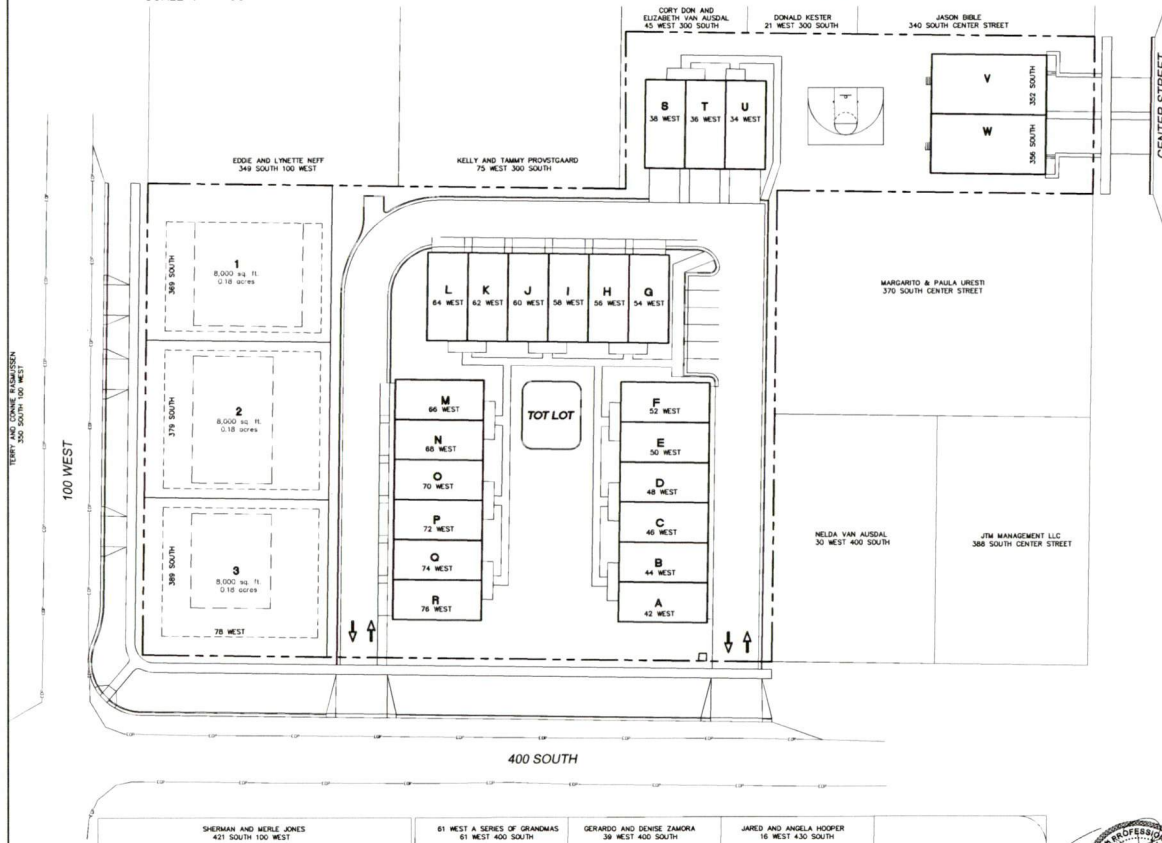 CORY DON AND
ELIZABETH VAN AUSDAL
45 WEST 300 SOUTH
DONALD KESTER
21 WEST 300 SOUTH
JASON BIBLE
340 SOUTH CENTER STREET
CENTER STREET
S
38 WEST
T
36 WEST
U
34 WEST
V
352 SOUTH
W
356 SOUTH
EDDIE AND LYNETTE NEFF
349 SOUTH 100 WEST
KELLY AND TAMMY PROVSTGAARD
75 WEST 300 SOUTH
369 SOUTH
1
8,000 sq. ft.
0.18 acres
L
64 WEST
K
62 WEST
J
60 WEST
I
58 WEST
H
56 WEST
G
54 WEST
MARGARITO & PAULA URESTI
370 SOUTH CENTER STREET
TERRY AND CONNIE RASMUSSEN
350 SOUTH 100 WEST
100 WEST
379 SOUTH
2
8,000 sq. ft.
0.18 acres
M
66 WEST
N
68 WEST
O
70 WEST
P
72 WEST
Q
74 WEST
R
76 WEST
TOT LOT
F
52 WEST
E
50 WEST
D
48 WEST
C
46 WEST
B
44 WEST
A
42 WEST
NELDA VAN AUSDAL
30 WEST 400 SOUTH
JTM MANAGEMENT LLC
388 SOUTH CENTER STREET
389 SOUTH
3
8,000 sq. ft.
0.18 acres
78 WEST
400 SOUTH
SHERMAN AND MERLE JONES
421 SOUTH 100 WEST
61 WEST A SERIES OF GRANDMAS
61 WEST 400 SOUTH
GERARDO AND DENISE ZAMORA
39 WEST 400 SOUTH
JARED AND ANGELA HOOPER
16 WEST 430 SOUTH